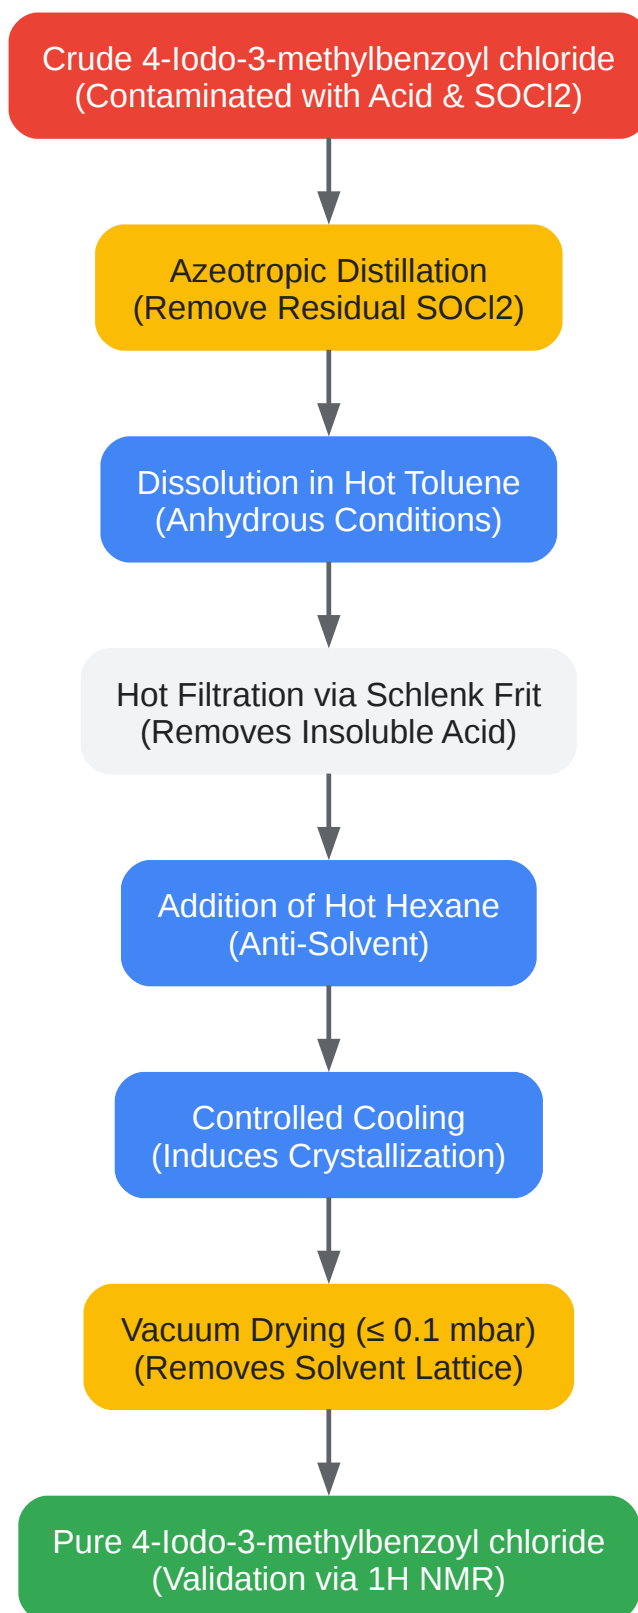 Crude 4-Iodo-3-methylbenzoyl chloride
(Contaminated with Acid & SOCl2)
Azeotropic Distillation
(Remove Residual SOCl2)
Dissolution in Hot Toluene
(Anhydrous Conditions)
Hot Filtration via Schlenk Frit
(Removes Insoluble Acid)
Addition of Hot Hexane
(Anti-Solvent)
Controlled Cooling
(Induces Crystallization)
Vacuum Drying (≤ 0.1 mbar)
(Removes Solvent Lattice)
Pure 4-Iodo-3-methylbenzoyl chloride
(Validation via 1H NMR)